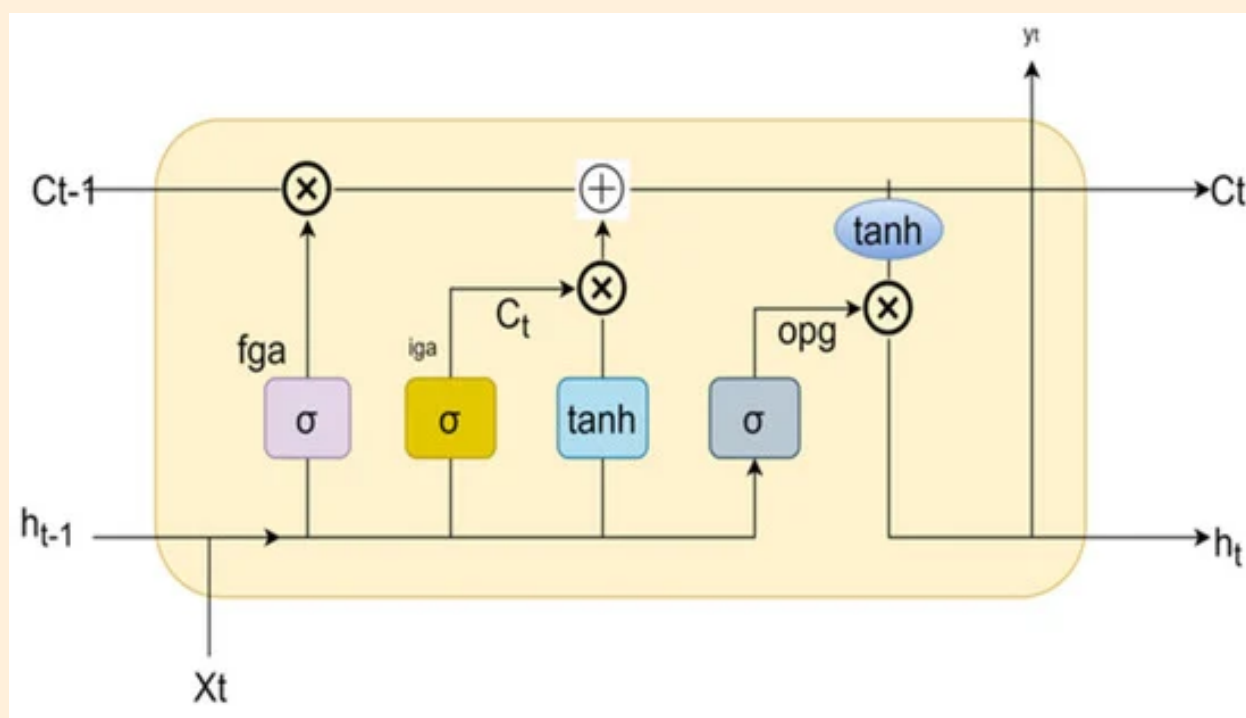 yt
Ct-1
Ct
tanh
Ct
opg
fga
iga
σ
σ
tanh
σ
ht-1
ht
Xt